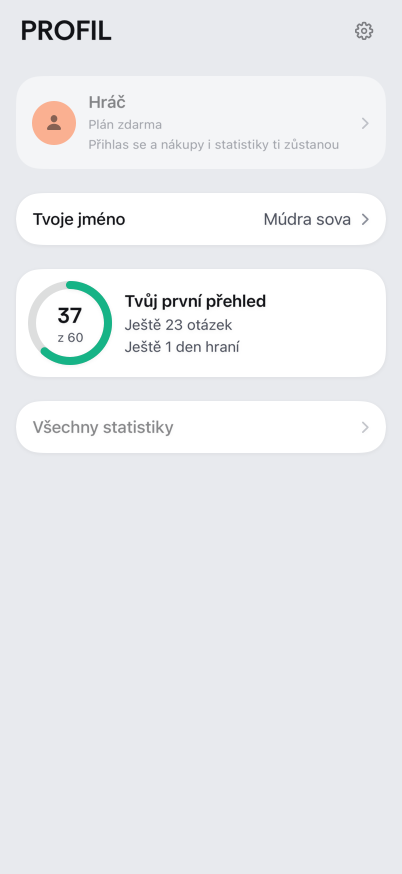 PROFIL
Hráč
Plán zdarma
Přihlas se a nákupy i statistiky ti zůstanou
Tvoje jméno
Múdra sova
37
z 60
Tvůj první přehled
Ještě 23 otázek
Ještě 1 den hraní
Všechny statistiky